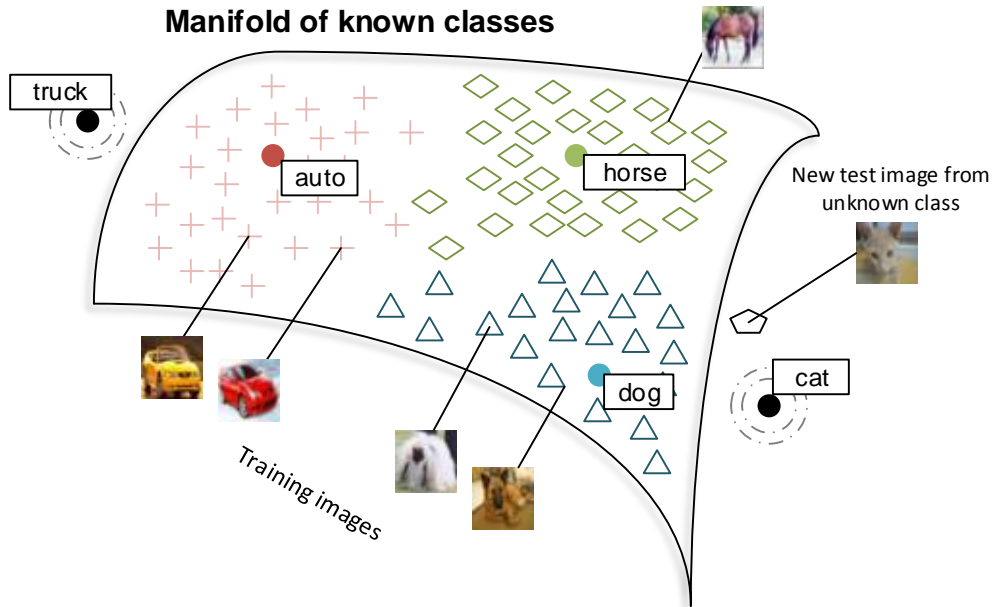 Manifold of known classes
truck
auto
horse
New test image from
unknown class
cat
dog
Training images